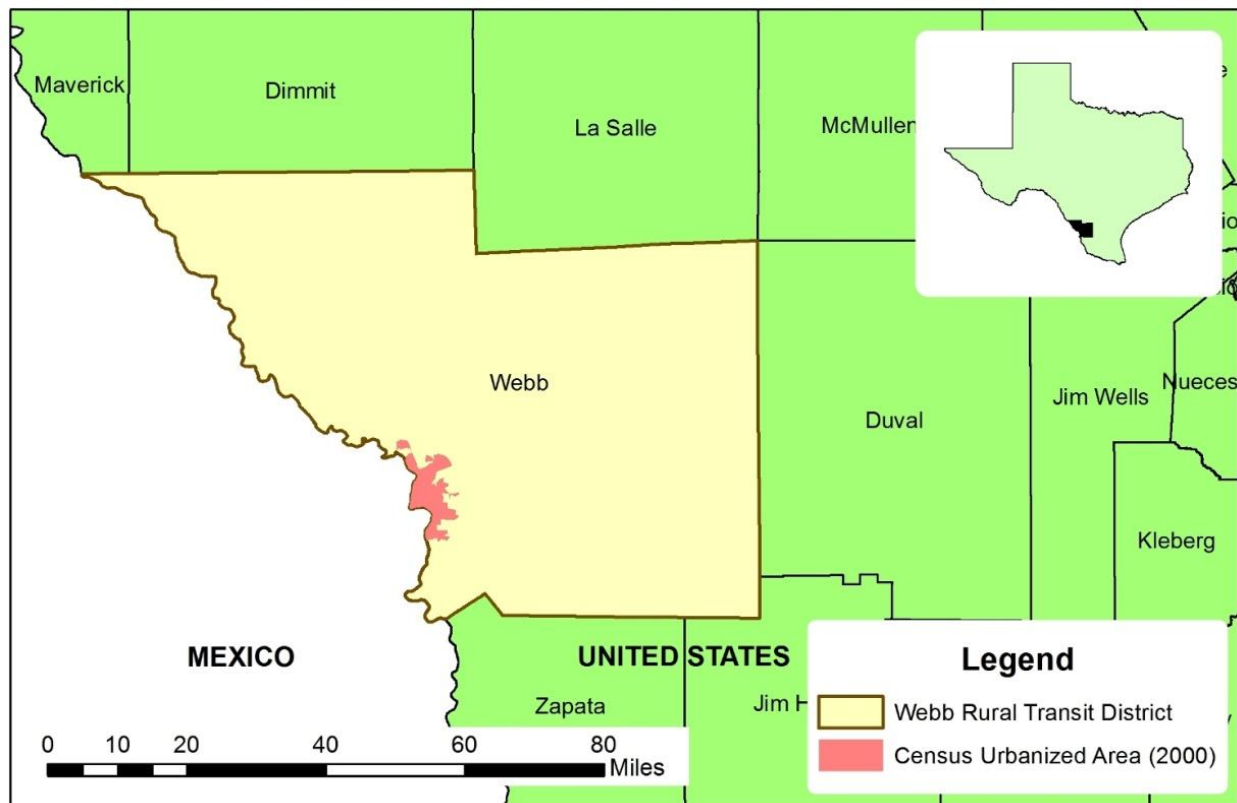 Maverick
Dimmit
La Salle
McMullen
Webb
Duval
Jim Wells
Nueces
Kleberg
MEXICO
UNITED STATES
Zapata
Jim H
Legend
Webb Rural Transit District
Census Urbanized Area (2000)
0 10 20 40 60 80
Miles